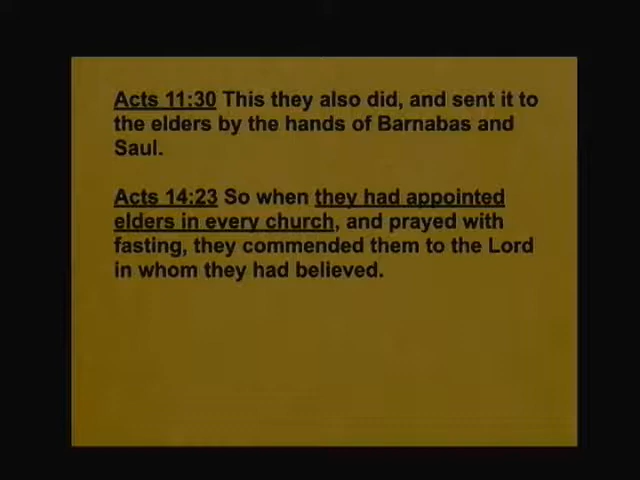 Acts 11:30 This they also did, and sent it to
the elders by the hands of Barnabas and
Saul.
Acts 14:23 So when they had appointed
elders in every church, and prayed with
fasting, they commended them to the Lord
in whom they had believed.